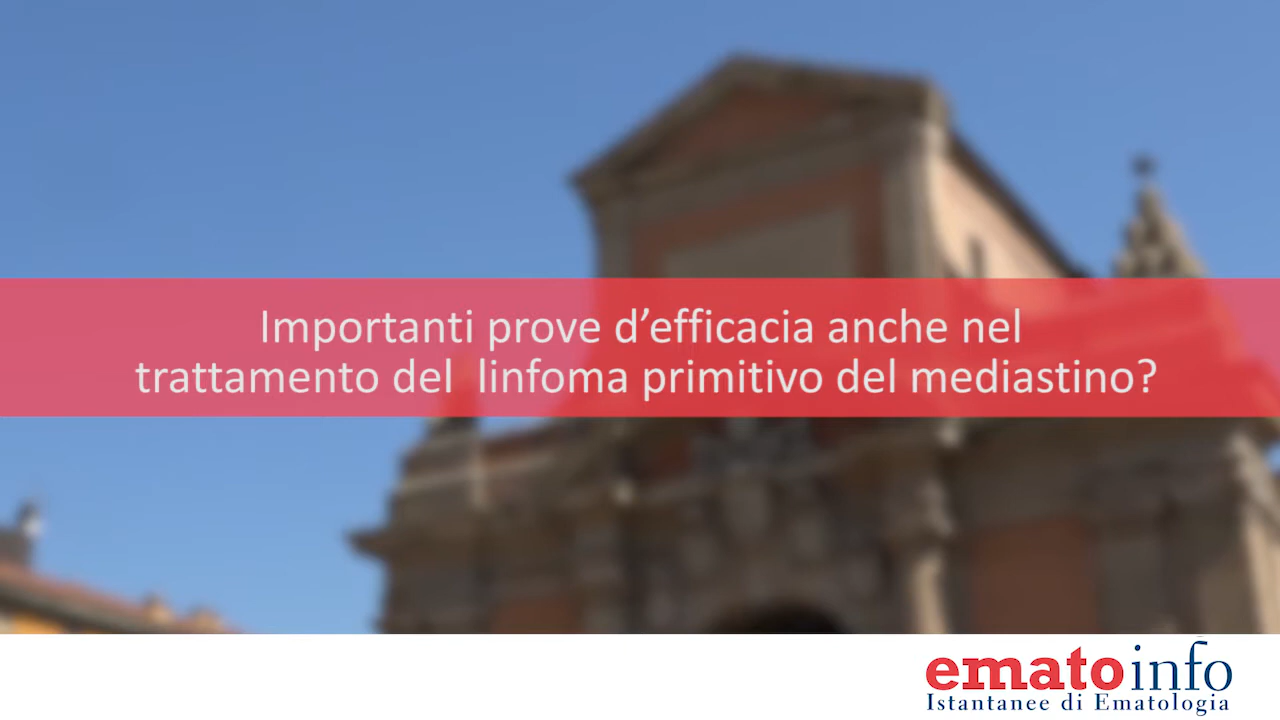 Importanti prove d’efficacia anche nel
trattamento del  linfoma primitivo del mediastino?
ematoinfo
Istantanee di Ematologia